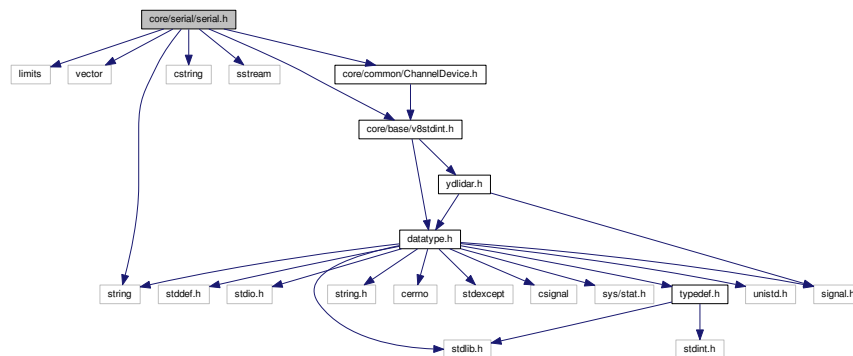 core/serial/serial.h
limits
vector
cstring
sstream
core/common/ChannelDevice.h
core/base/v8stdint.h
ydlidar.h
datatype.h
string
stddef.h
stdio.h
string.h
cerrno
stdexcept
csignal
sys/stat.h
typedef.h
unistd.h
signal.h
stdlib.h
stdint.h